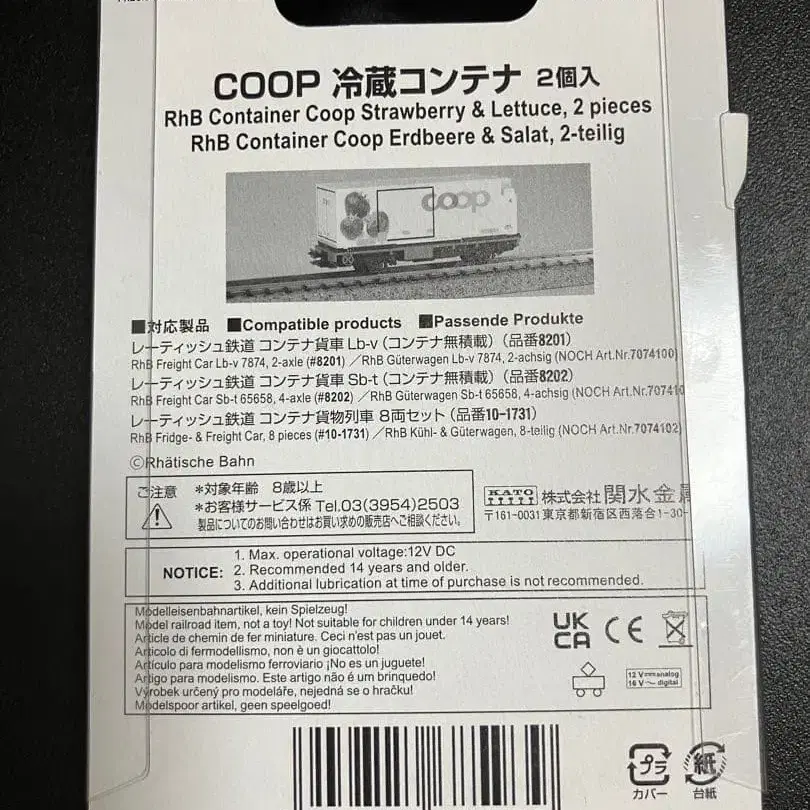 COOP 冷蔵コンテナ 2個入
RhB Container Coop Strawberry & Lettuce, 2 pieces
RhB Container Coop Erdbeere & Salat, 2-teilig
coop
■対応製品 ■Compatible products ■Passende Produkte
レーティッシュ鉄道 コンテナ貨車 Lb-v (コンテナ無積載) (品番8201)
RhB Freight Car Lb-v 7874, 2-axle (#8201) ／RhB Güterwagen Lb-v 7874, 2-achsig (NOCH Art.Nr.7074100)
レーティッシュ鉄道 コンテナ貨車 Sb-t (コンテナ無積載) (品番8202)
RhB Freight Car Sb-t 65658, 4-axle (#8202) ／RhB Güterwagen Sb-t 65658, 4-achsig (NOCH Art.Nr.707410
レーティッシュ鉄道 コンテナ貨物列車 8両セット (品番10-1731)
RhB Fridge- & Freight Car, 8 pieces (#10-1731) ／RhB Kühl- & Güterwagen, 8-teilig (NOCH Art.Nr.7074102)
©Rhätische Bahn
ご注意
*対象年齢 8歳以上
*お客様サービス係 Tel.03(3954)2503
製品についてのお問い合わせはお買い求めの販売店へご相談ください。
KATO 株式会社 関水金属
〒161-0031 東京都新宿区西落合1-30-
NOTICE:
1. Max. operational voltage:12V DC
2. Recommended 14 years and older.
3. Additional lubrication at time of purchase is not recommended.
Modelleisenbahnartikel, kein Spielzeug!
Model railroad item, not a toy! Not suitable for children under 14 years!
Article de chemin de fer miniature. Ceci n'est pas un jouet.
Articolo di fermodellismo, non è un giocattolo!
Artículo para modelismo ferroviario ¡No es un juguete!
Artigo para modelismo. Este artigo não é um brinquedo!
Výrobek určený pro modeláře, nejedná se o hračku!
Modelspoor artikel, geen speelgoed!
UK
CA
CE
12 V⎓analog
16 V～digital
プラ
カバー
紙
台紙